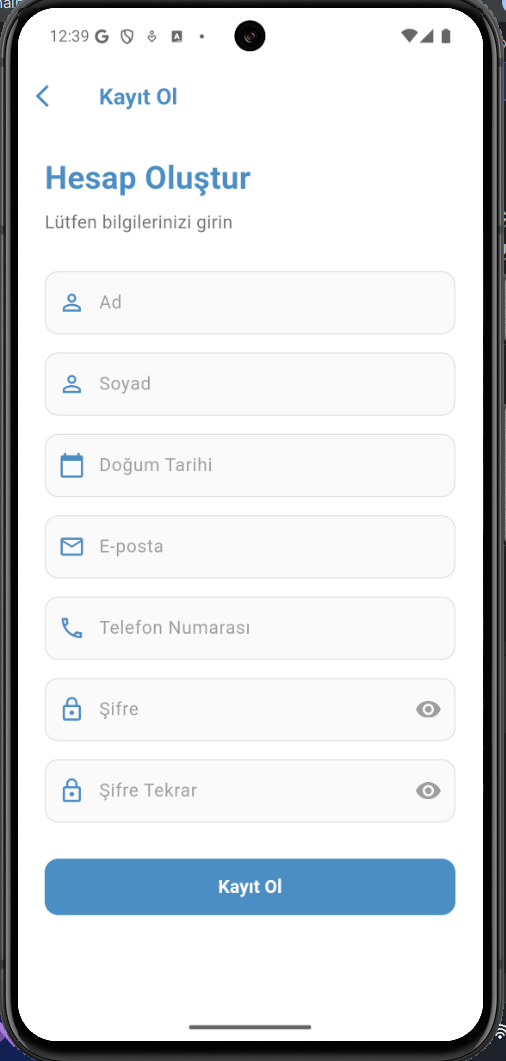 12:39
Kayıt Ol
Hesap Oluştur
Lütfen bilgilerinizi girin
Ad
Soyad
Doğum Tarihi
E-posta
Telefon Numarası
Şifre
Şifre Tekrar
Kayıt Ol